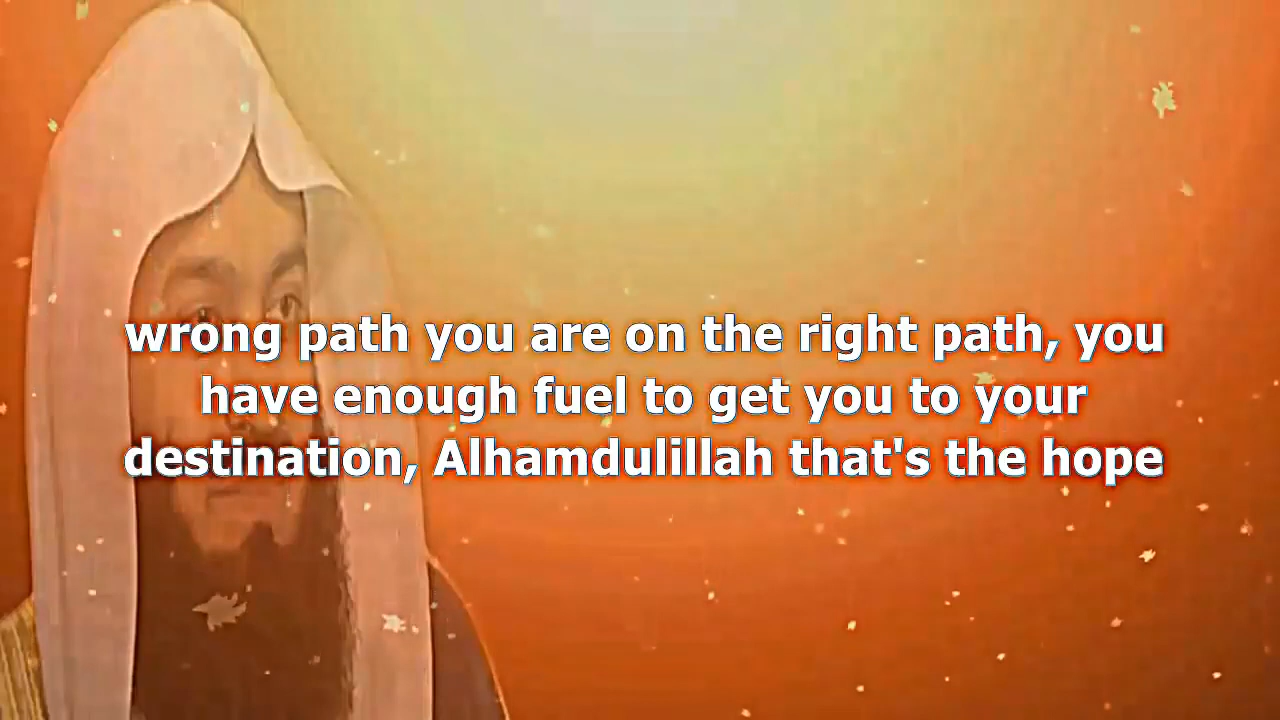 wrong path you are on the right path, you
have enough fuel to get you to your
destination, Alhamdulillah that's the hope